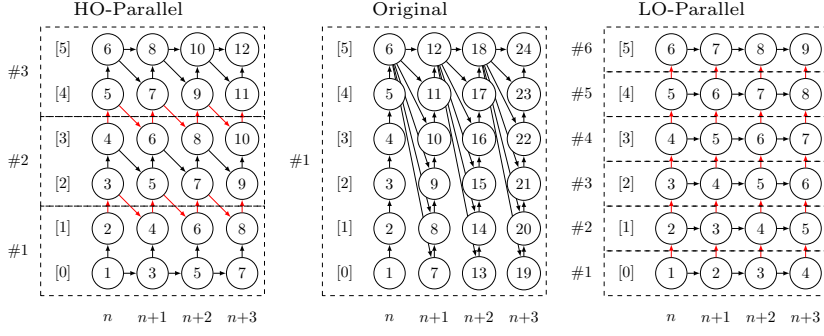 HO-Parallel Original LO-Parallel
#3 [5] 6 8 10 12 [5] 6 12 18 24 #6 [5] 6 7 8 9
[4] 5 7 9 11 [4] 5 11 17 23 #5 [4] 5 6 7 8
#2 [3] 4 6 8 10 #1 [3] 4 10 16 22 #4 [3] 4 5 6 7
[2] 3 5 7 9 [2] 3 9 15 21 #3 [2] 3 4 5 6
#1 [1] 2 4 6 8 [1] 2 8 14 20 #2 [1] 2 3 4 5
[0] 1 3 5 7 [0] 1 7 13 19 #1 [0] 1 2 3 4
n n+1 n+2 n+3 n n+1 n+2 n+3 n n+1 n+2 n+3